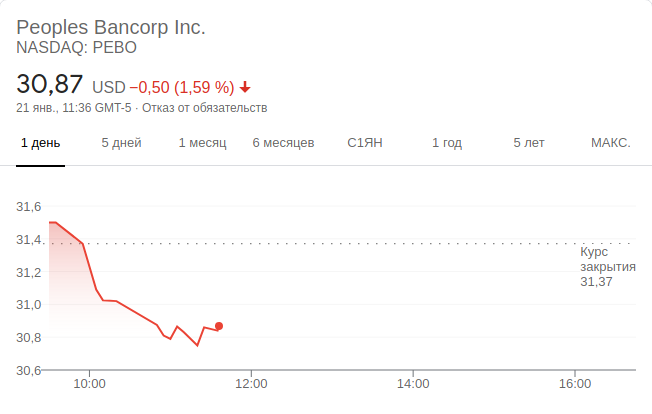 Peoples Bancorp Inc.
NASDAQ: PEBO
30,87 USD −0,50 (1,59 %)
21 янв., 11:36 GMT-5 · Отказ от обязательств
1 день 5 дней 1 месяц 6 месяцев С1ЯН 1 год 5 лет МАКС.
31,6
31,4
Курс
закрытия
31,37
31,2
31,0
30,8
30,6
10:00 12:00 14:00 16:00